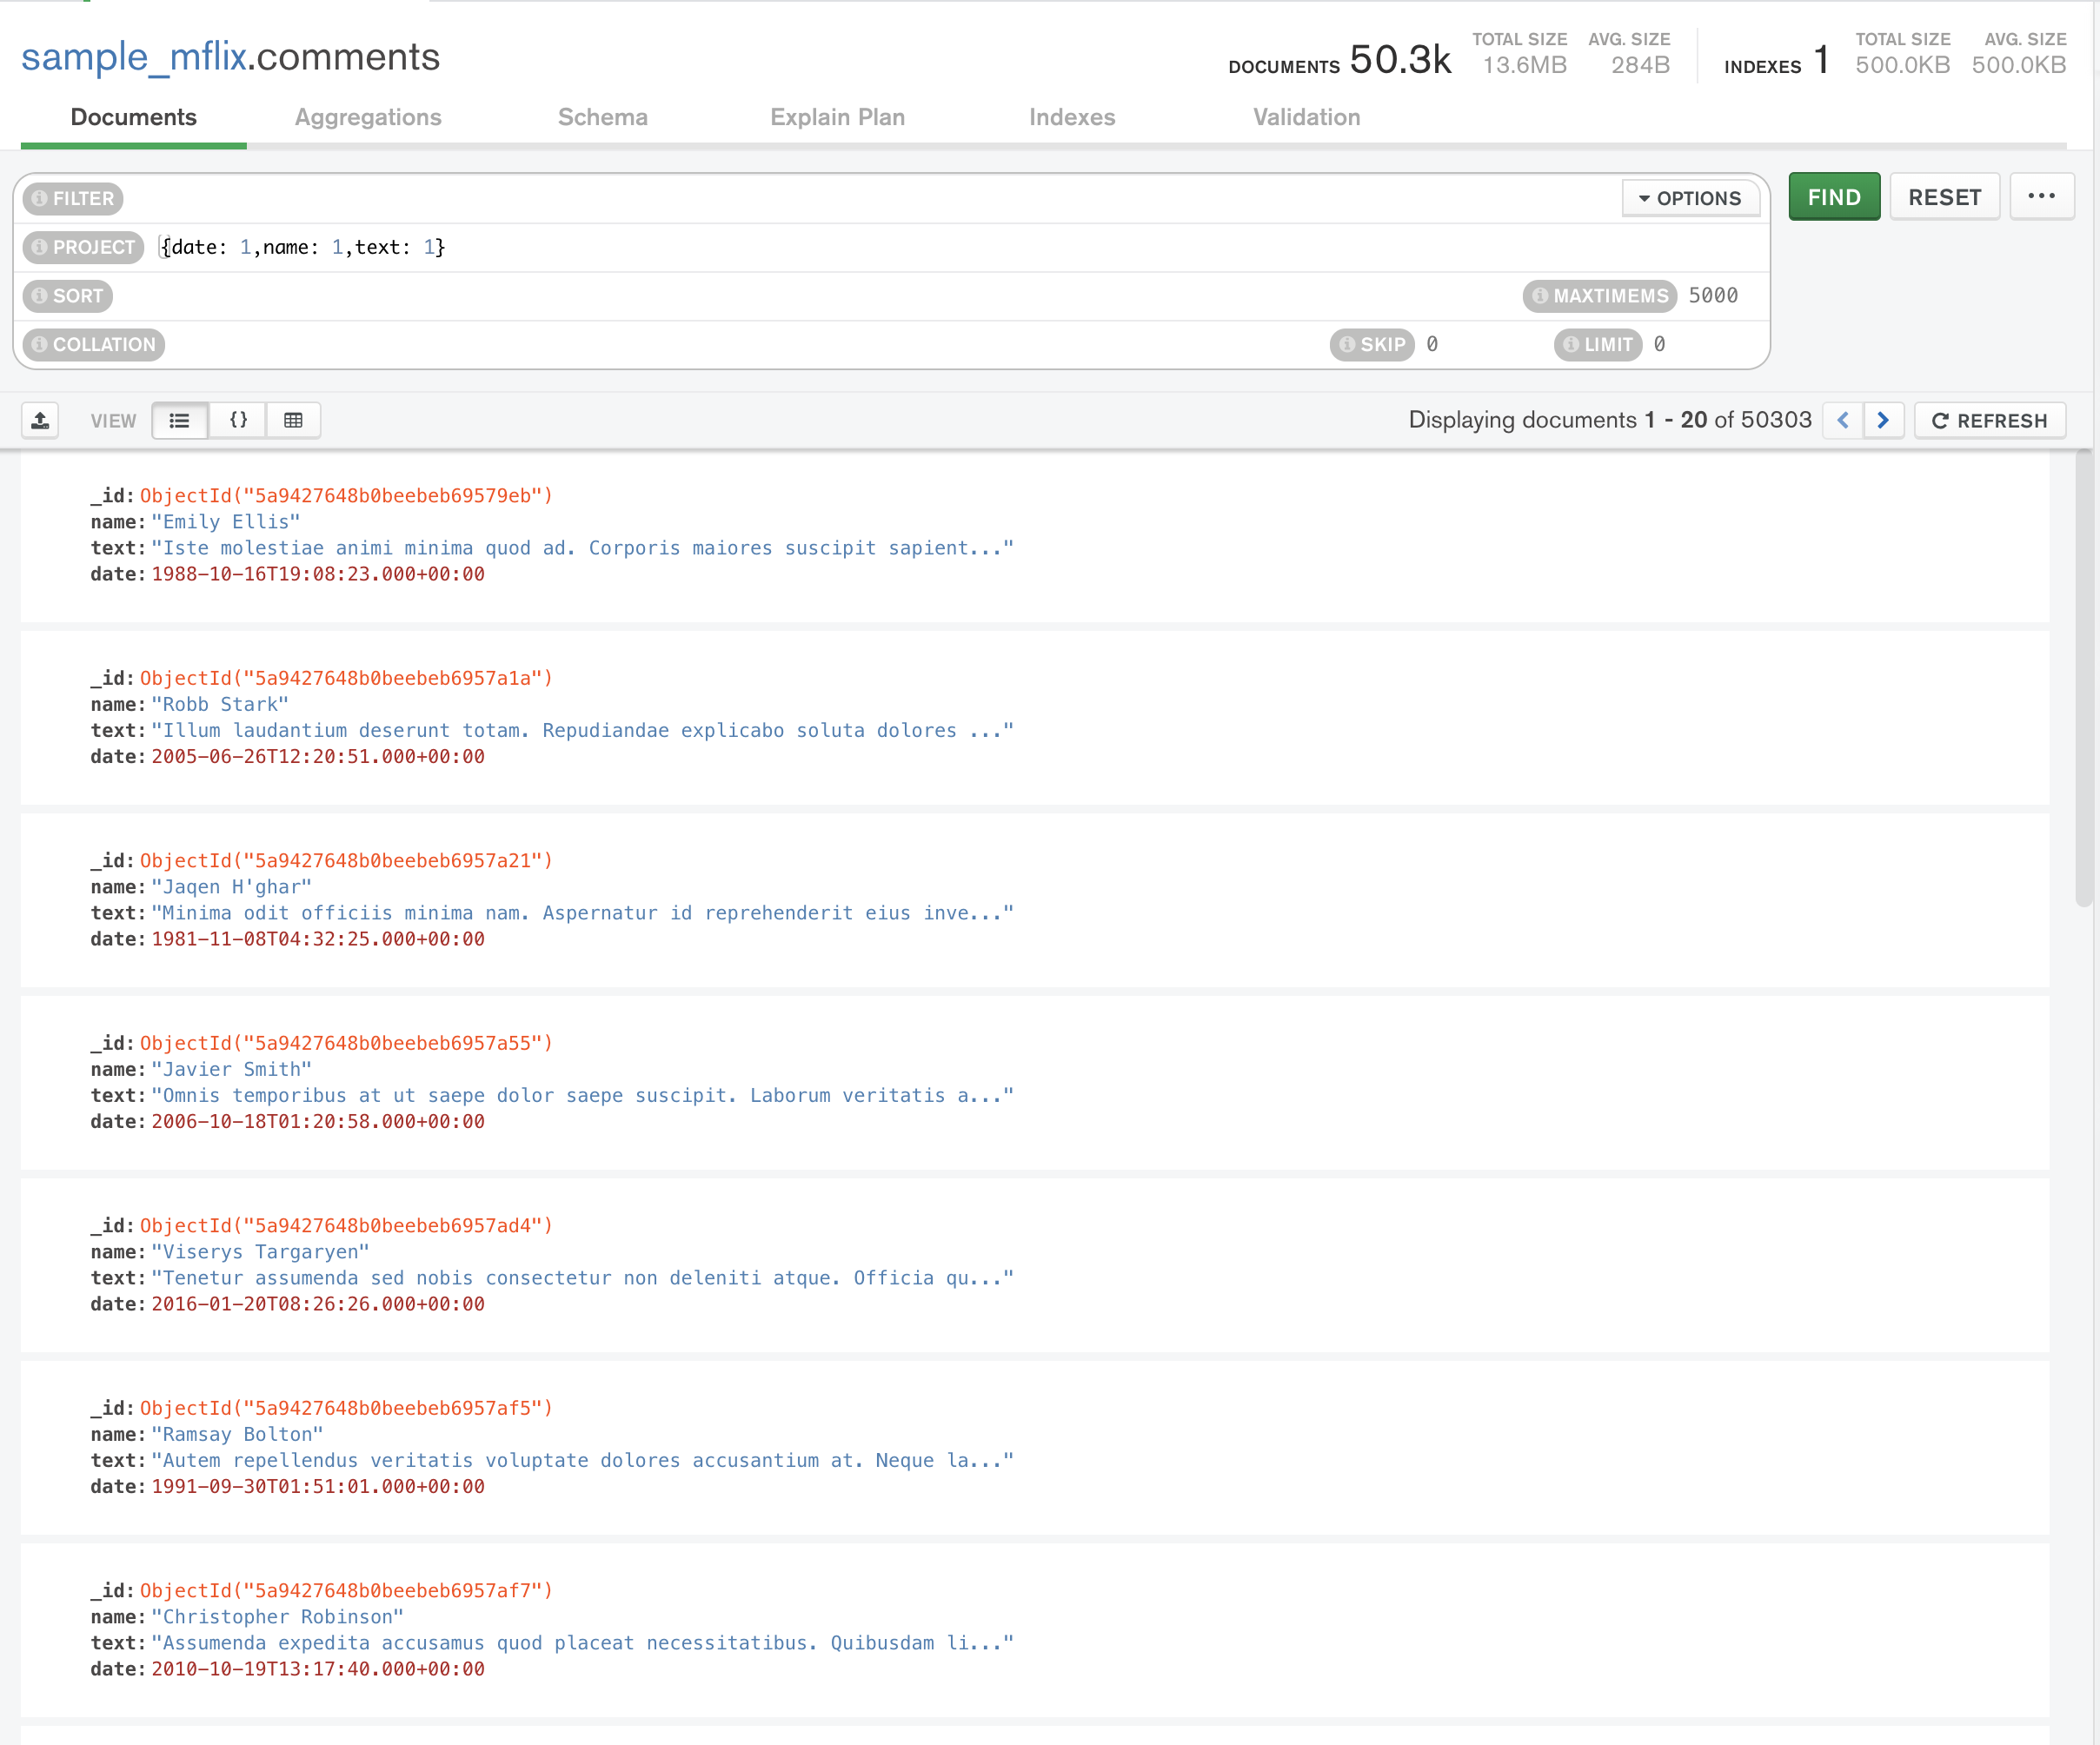 sample_mflix.comments
DOCUMENTS 50.3k TOTAL SIZE 13.6MB AVG. SIZE 284B INDEXES 1 TOTAL SIZE 500.0KB AVG. SIZE 500.0KB
Documents Aggregations Schema Explain Plan Indexes Validation
FILTER OPTIONS FIND RESET ···
PROJECT {date: 1,name: 1,text: 1}
SORT MAXTIMEMS 5000
COLLATION SKIP 0 LIMIT 0
VIEW {} Displaying documents 1 - 20 of 50303 REFRESH
_id: ObjectId("5a9427648b0beebeb69579eb")
name: "Emily Ellis"
text: "Iste molestiae animi minima quod ad. Corporis maiores suscipit sapient..."
date: 1988-10-16T19:08:23.000+00:00
_id: ObjectId("5a9427648b0beebeb6957a1a")
name: "Robb Stark"
text: "Illum laudantium deserunt totam. Repudiandae explicabo soluta dolores ..."
date: 2005-06-26T12:20:51.000+00:00
_id: ObjectId("5a9427648b0beebeb6957a21")
name: "Jaqen H'ghar"
text: "Minima odit officiis minima nam. Aspernatur id reprehenderit eius inve..."
date: 1981-11-08T04:32:25.000+00:00
_id: ObjectId("5a9427648b0beebeb6957a55")
name: "Javier Smith"
text: "Omnis temporibus at ut saepe dolor saepe suscipit. Laborum veritatis a..."
date: 2006-10-18T01:20:58.000+00:00
_id: ObjectId("5a9427648b0beebeb6957ad4")
name: "Viserys Targaryen"
text: "Tenetur assumenda sed nobis consectetur non deleniti atque. Officia qu..."
date: 2016-01-20T08:26:26.000+00:00
_id: ObjectId("5a9427648b0beebeb6957af5")
name: "Ramsay Bolton"
text: "Autem repellendus veritatis voluptate dolores accusantium at. Neque la..."
date: 1991-09-30T01:51:01.000+00:00
_id: ObjectId("5a9427648b0beebeb6957af7")
name: "Christopher Robinson"
text: "Assumenda expedita accusamus quod placeat necessitatibus. Quibusdam li..."
date: 2010-10-19T13:17:40.000+00:00